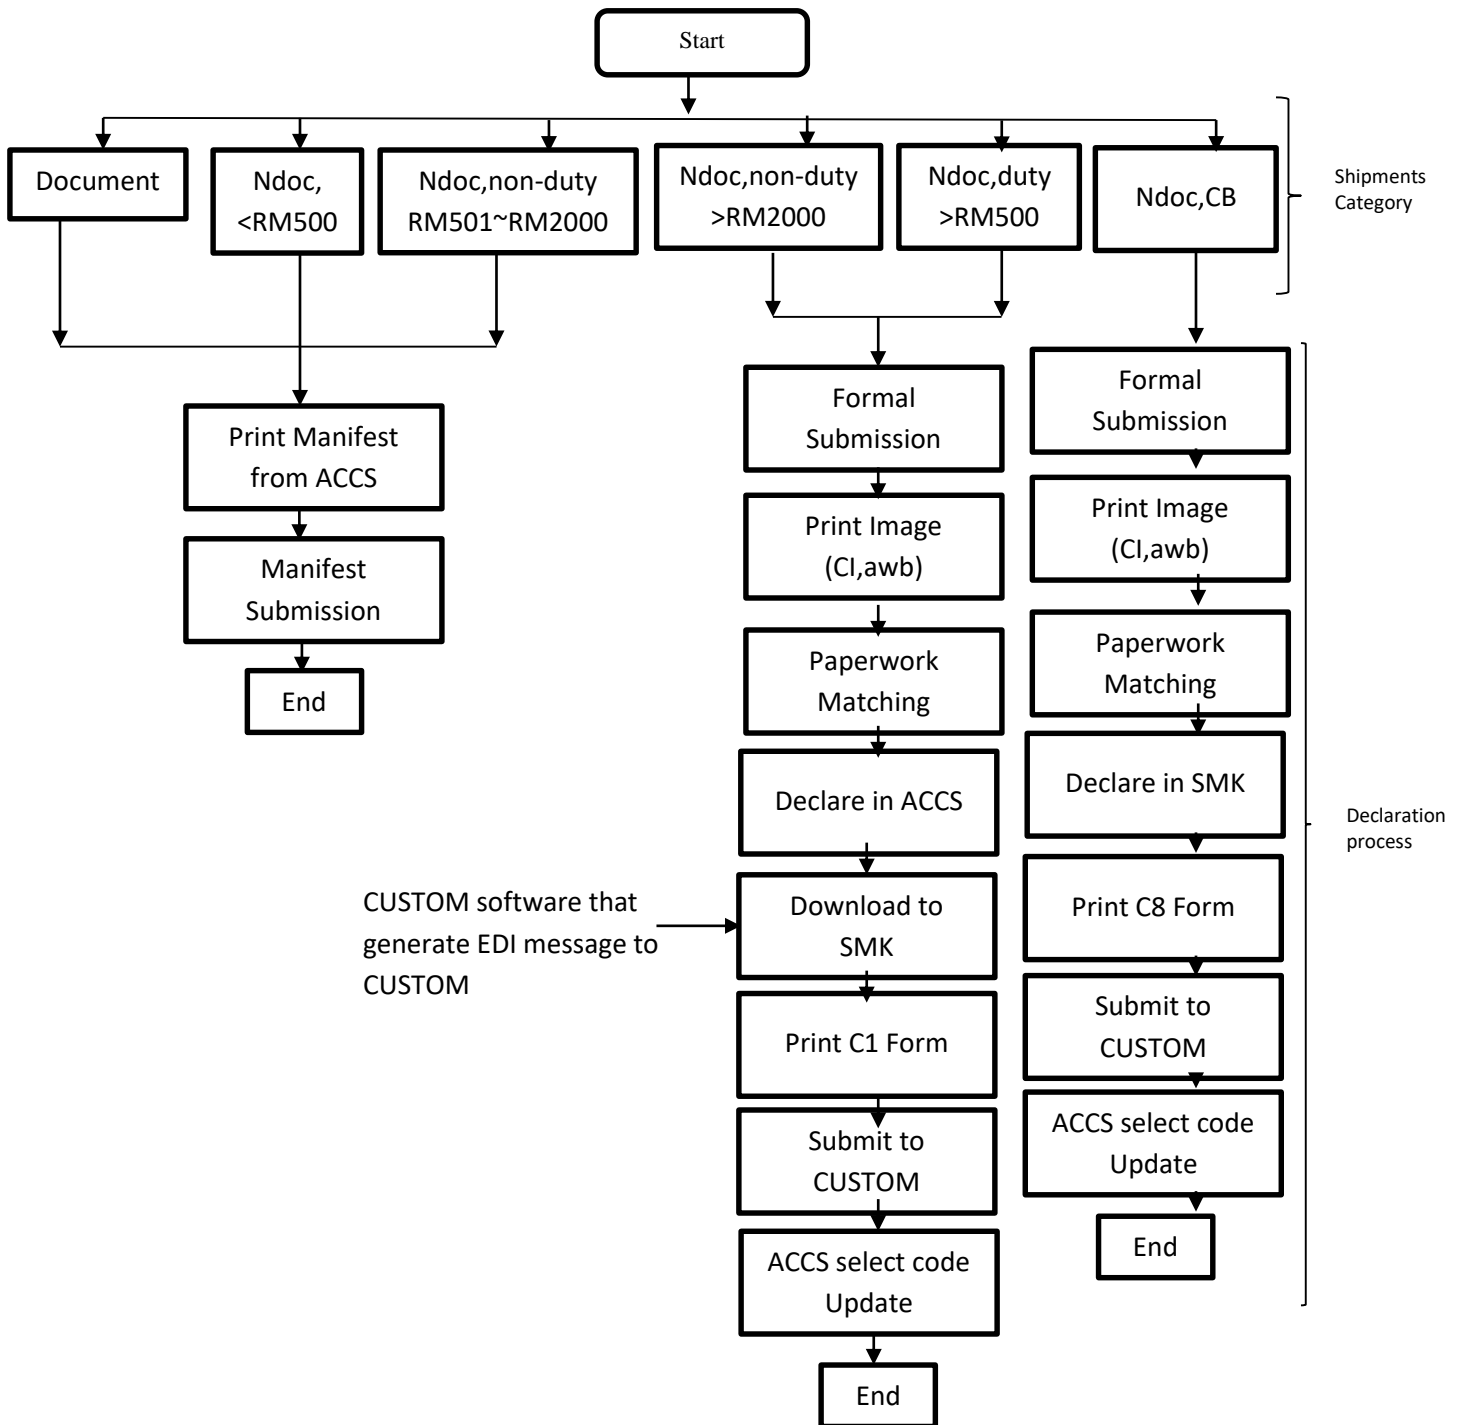 Start
Document
Ndoc,
<RM500
Ndoc,non-duty
RM501~RM2000
Ndoc,non-duty
>RM2000
Ndoc,duty
>RM500
Ndoc,CB
Shipments
Category
Print Manifest
from ACCS
Manifest
Submission
End
Formal
Submission
Print Image
(CI,awb)
Paperwork
Matching
Declare in ACCS
CUSTOM software that
generate EDI message to
CUSTOM
Download to
SMK
Print C1 Form
Submit to
CUSTOM
ACCS select code
Update
End
Formal
Submission
Print Image
(CI,awb)
Paperwork
Matching
Declare in SMK
Print C8 Form
Submit to
CUSTOM
ACCS select code
Update
End
Declaration
process